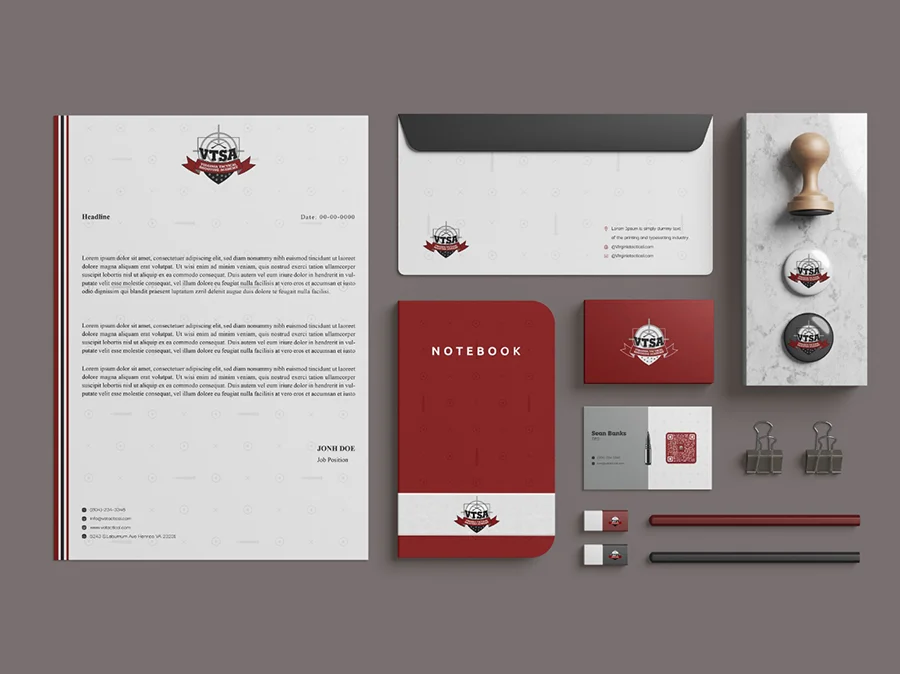 VTSA
VIRGINIA TACTICAL
Headline
Date: 00-00-0000
Lorem ipsum dolor sit amet, consectetuer adipiscing elit, sed diam nonummy nibh euismod tincidunt ut laoreet
dolore magna aliquam erat volutpat. Ut wisi enim ad minim veniam, quis nostrud exerci tation ullamcorper
suscipit lobortis nisl ut aliquip ex ea commodo consequat. Duis autem vel eum iriure dolor in hendrerit in vul-
putate velit esse molestie consequat, vel illum dolore eu feugiat nulla facilisis at vero eros et accumsan et iusto
odio dignissim qui blandit praesent luptatum zzril delenit augue duis dolore te feugait nulla facilisi.
Lorem ipsum dolor sit amet, consectetuer adipiscing elit, sed diam nonummy nibh euismod tincidunt ut laoreet
dolore magna aliquam erat volutpat. Ut wisi enim ad minim veniam, quis nostrud exerci tation ullamcorper
suscipit lobortis nisl ut aliquip ex ea commodo consequat. Duis autem vel eum iriure dolor in hendrerit in vul-
putate velit esse molestie consequat, vel illum dolore eu feugiat nulla facilisis at vero eros et accumsan et iusto
Lorem ipsum dolor sit amet, consectetuer adipiscing elit, sed diam nonummy nibh euismod tincidunt ut laoreet
dolore magna aliquam erat volutpat. Ut wisi enim ad minim veniam, quis nostrud exerci tation ullamcorper
suscipit lobortis nisl ut aliquip ex ea commodo consequat. Duis autem vel eum iriure dolor in hendrerit in vul-
putate velit esse molestie consequat, vel illum dolore eu feugiat nulla facilisis at vero eros et accumsan et iusto
JONH DOE
Job Position
VTSA
Lorem Ipsum is simply dummy text
of the printing and typesetting industry.
NOTEBOOK
VTSA
VTSA
Sean Banks
VTSA
VTSA